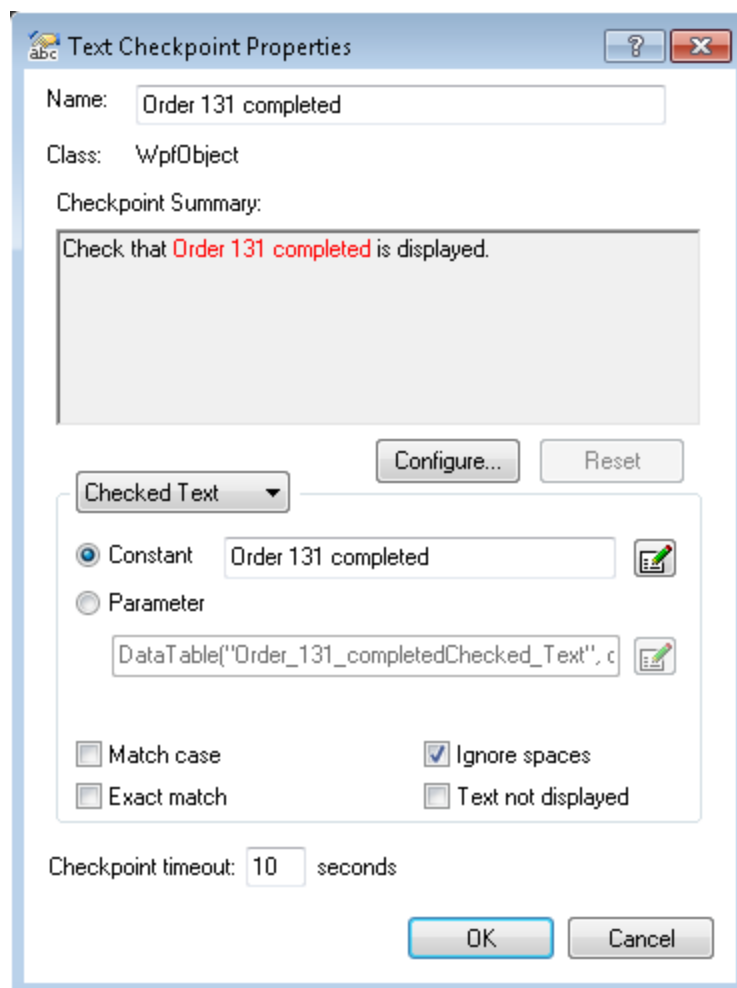 abc Text Checkpoint Properties ?
Name: Order 131 completed
Class: WpfObject
Checkpoint Summary:
Check that Order 131 completed is displayed.
Configure... Reset
Checked Text
Constant Order 131 completed
Parameter
DataTable("Order_131_completedChecked_Text", c
Match case Ignore spaces
Exact match Text not displayed
Checkpoint timeout: 10 seconds
OK Cancel